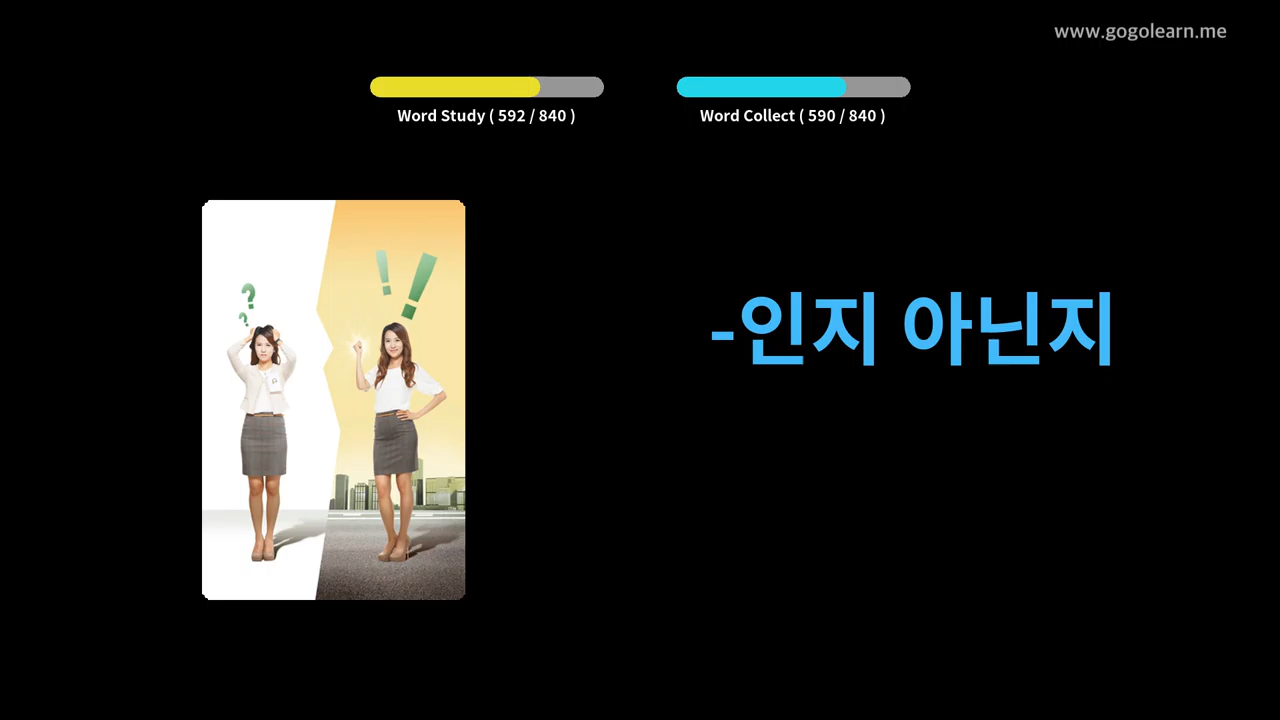 www.gogolearn.me
Word Study ( 592 / 840 )
Word Collect ( 590 / 840 )
? ?
! !
-인지 아닌지